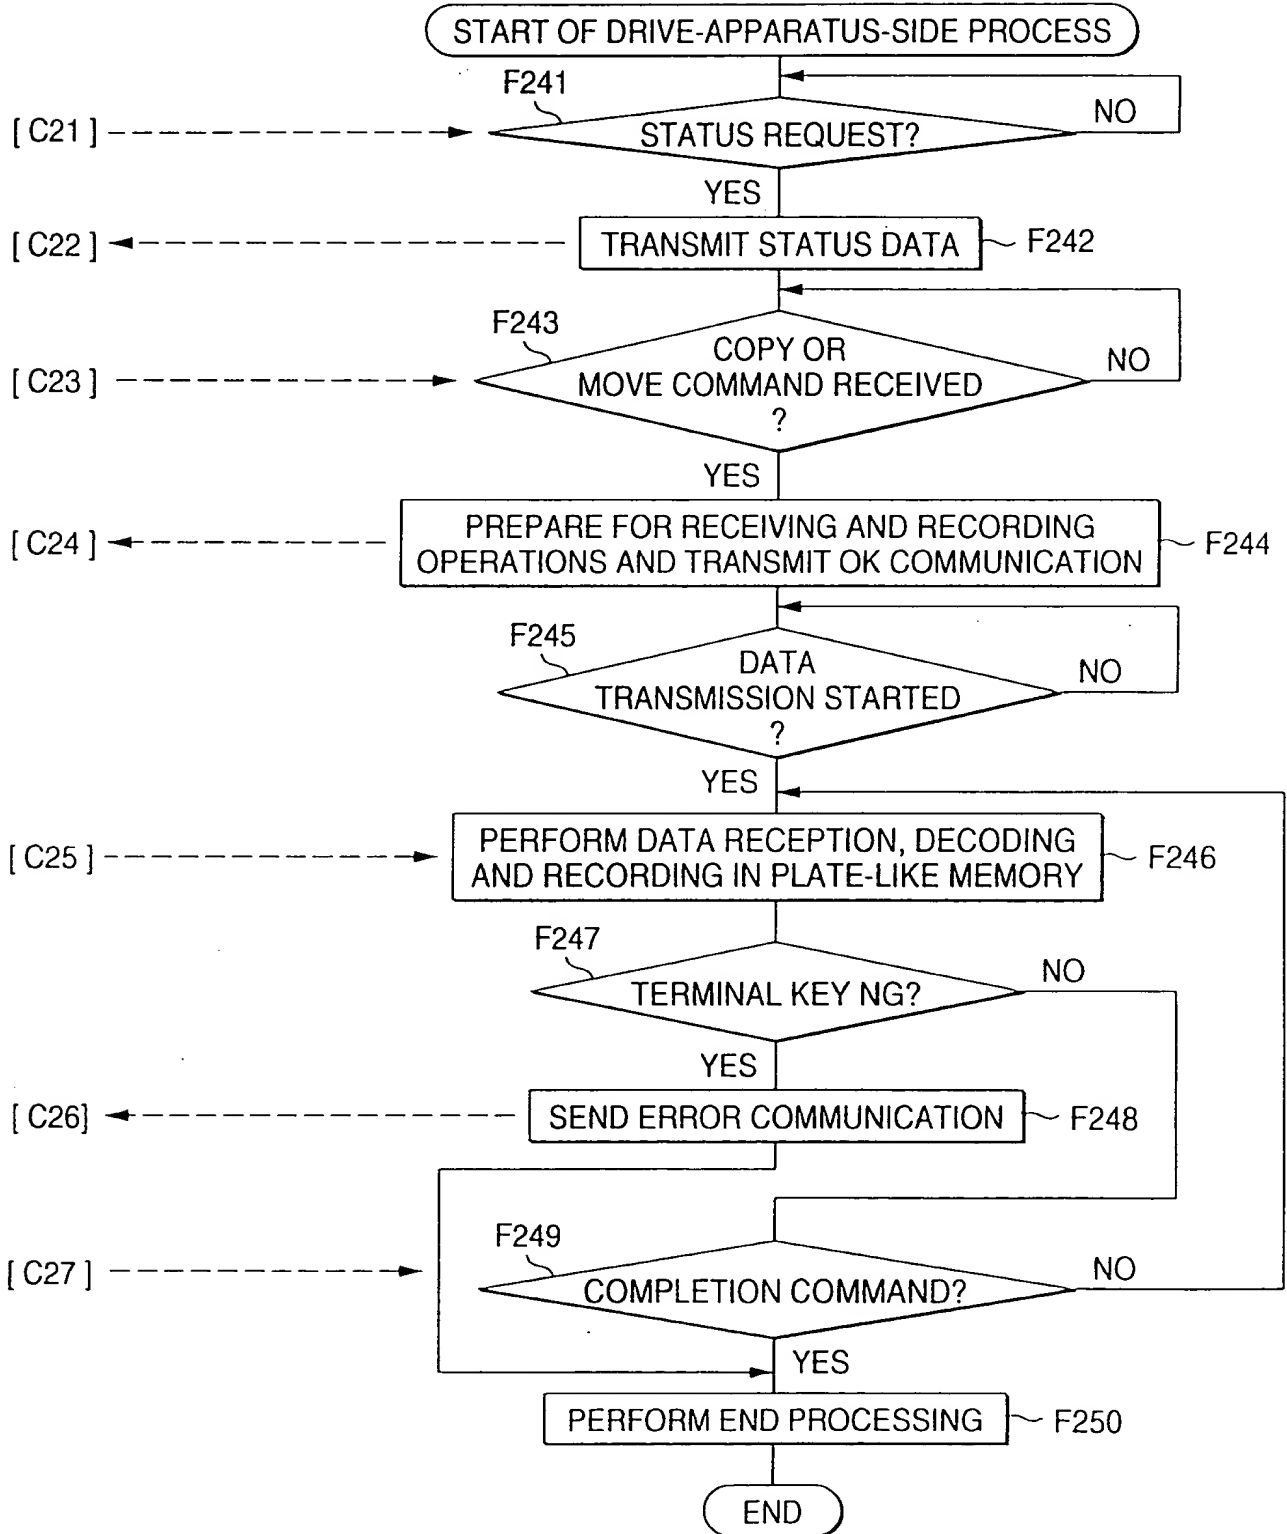 START OF DRIVE-APPARATUS-SIDE PROCESS
F241
NO
[ C21 ]
STATUS REQUEST?
YES
[ C22 ]
TRANSMIT STATUS DATA
F242
F243
COPY OR
NO
[ C23 ]
MOVE COMMAND RECEIVED
?
YES
PREPARE FOR RECEIVING AND RECORDING
[ C24 ]
F244
OPERATIONS AND TRANSMIT OK COMMUNICATION
F245
DATA
NO
TRANSMISSION STARTED
?
YES
PERFORM DATA RECEPTION, DECODING
[ C25 ]
F246
AND RECORDING IN PLATE-LIKE MEMORY
F247
NO
TERMINAL KEY NG?
YES
[ C26]
SEND ERROR COMMUNICATION
F248
F249
[ C27 ]
NO
COMPLETION COMMAND?
YES
PERFORM END PROCESSING
F250
END